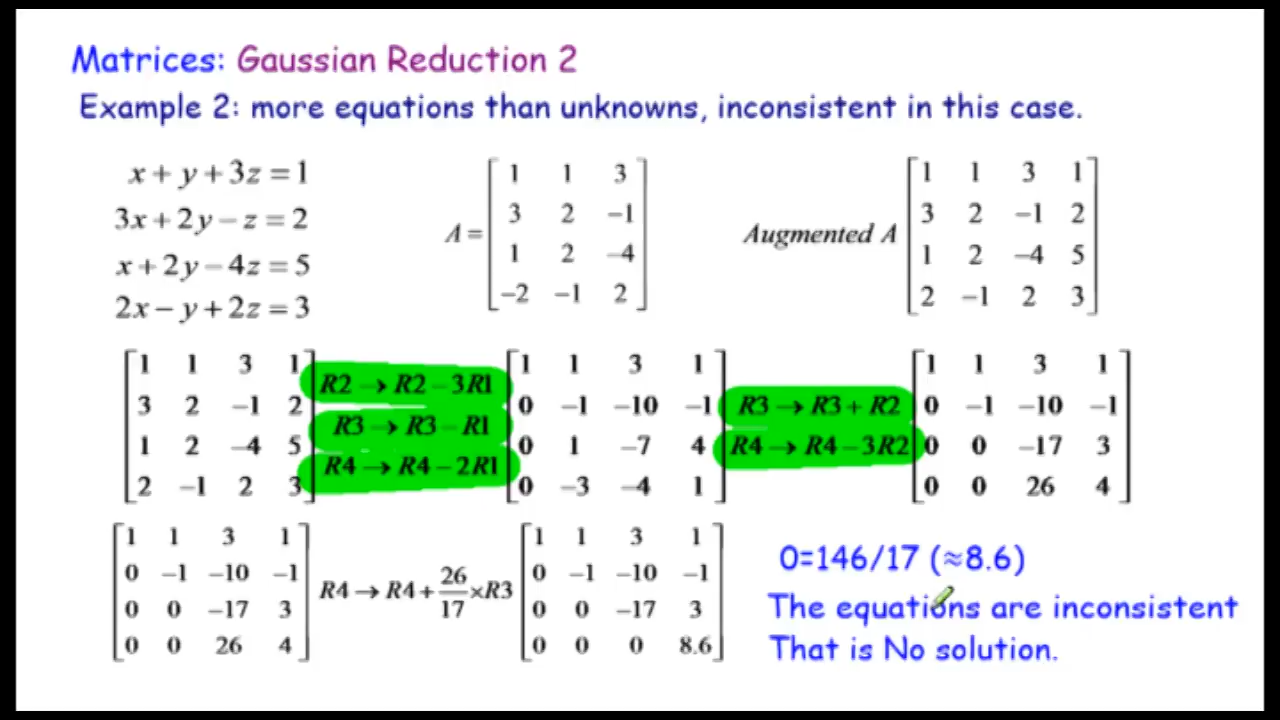 Matrices: Gaussian Reduction 2
Example 2: more equations than unknowns, inconsistent in this case.
x + y + 3z = 1
3x + 2y − z = 2
x + 2y − 4z = 5
2x − y + 2z = 3
A =
1 1 3
3 2 −1
1 2 −4
−2 −1 2
Augmented A
1 1 3 1
3 2 −1 2
1 2 −4 5
2 −1 2 3
1 1 3 1
3 2 −1 2
1 2 −4 5
2 −1 2 3
R2 → R2 − 3R1
R3 → R3 − R1
R4 → R4 − 2R1
1 1 3 1
0 −1 −10 −1
0 1 −7 4
0 −3 −4 1
R3 → R3 + R2
R4 → R4 − 3R2
1 1 3 1
0 −1 −10 −1
0 0 −17 3
0 0 26 4
1 1 3 1
0 −1 −10 −1
0 0 −17 3
0 0 26 4
R4 → R4 + 26/17 ×R3
1 1 3 1
0 −1 −10 −1
0 0 −17 3
0 0 0 8.6
0=146/17 (≈8.6)
The equations are inconsistent
That is No solution.